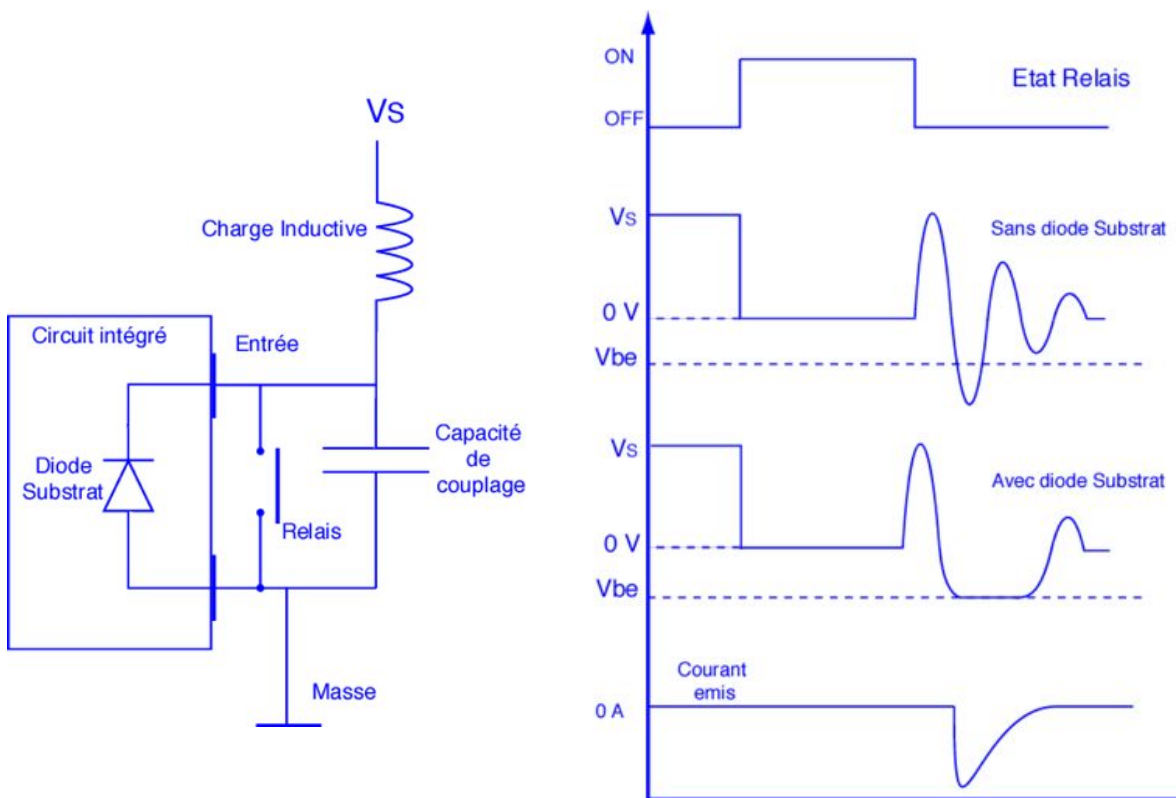 Vs
Charge Inductive
Circuit intégré
Entrée
Diode
Substrat
Capacité
de
couplage
Relais
Masse
ON
OFF
Etat Relais
Vs
0 V
Vbe
Sans diode Substrat
Vs
0 V
Vbe
Avec diode Substrat
Courant
emis
0 A